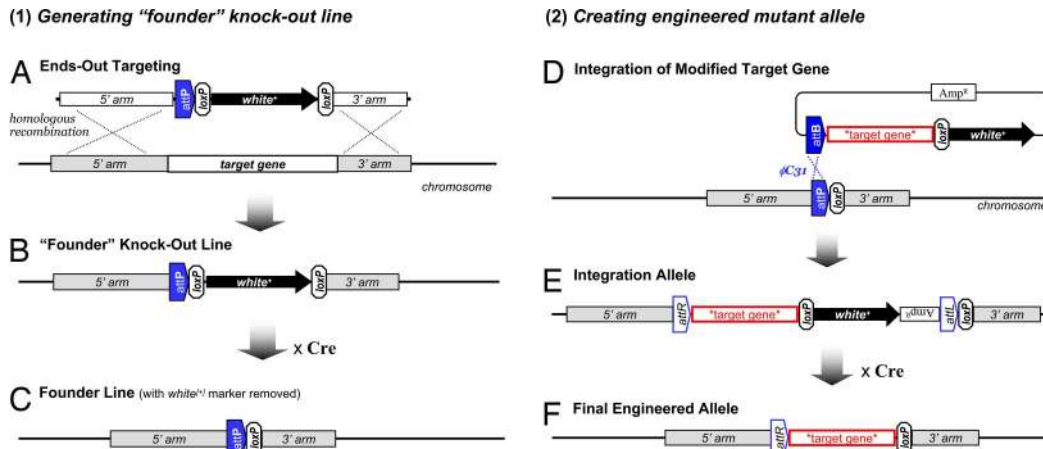 (1) Generating “founder” knock-out line
A Ends-Out Targeting
5' arm attP loxP white+ loxP 3' arm
homologous
recombination
5' arm target gene 3' arm
chromosome
B “Founder” Knock-Out Line
5' arm attP loxP white+ loxP 3' arm
x Cre
C Founder Line (with white[+] marker removed)
5' arm attP loxP 3' arm
(2) Creating engineered mutant allele
D Integration of Modified Target Gene
AmpR
attB *target gene* loxP white+
ϕC31
5' arm attP loxP 3' arm
chromosome
E Integration Allele
5' arm attR *target gene* loxP white+ AmpR attL loxP 3' arm
x Cre
F Final Engineered Allele
5' arm attR *target gene* loxP 3' arm